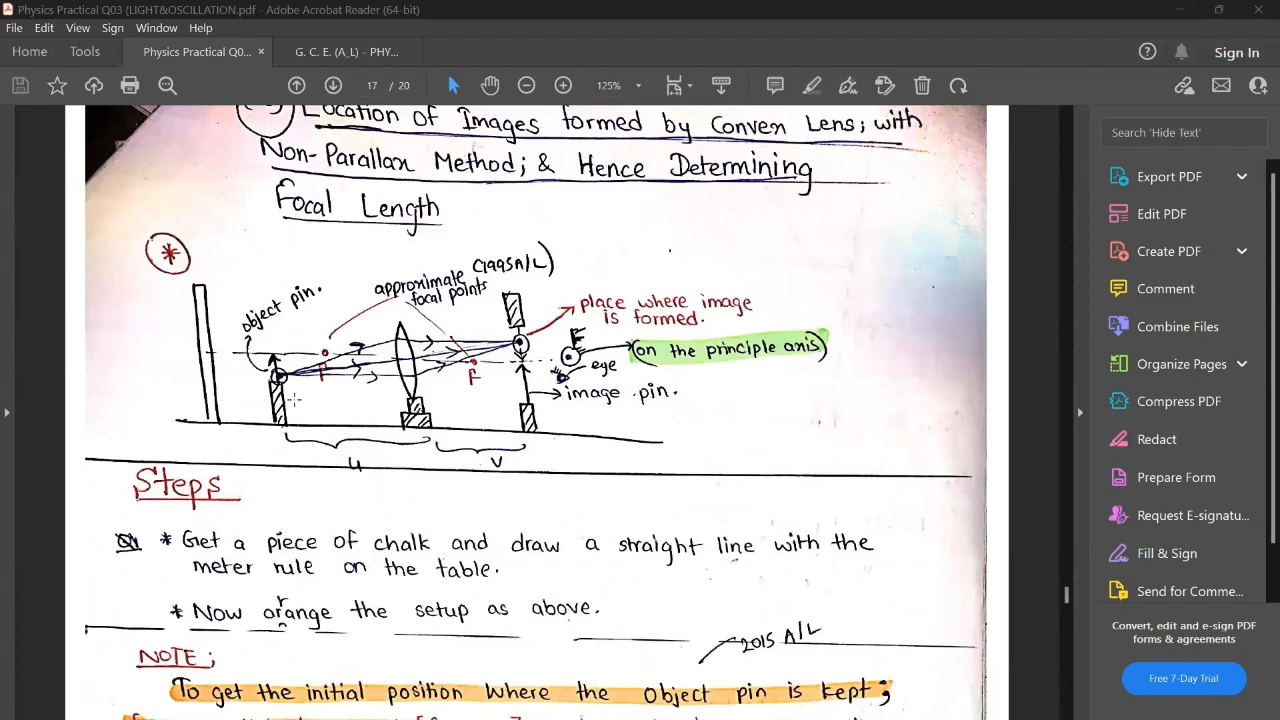 Physics Practical Q03 (LIGHT&OSCILLATION.pdf - Adobe Acrobat Reader (64-bit)
File Edit View Sign Window Help
Home Tools Physics Practical Q0... × G. C. E. (A_L) - PHY... Sign In
17 / 20 125%
Location of Images formed by Convex Lens; with
Non-Parallax Method; & Hence Determining
Focal Length
*
object pin.
approximate
focal points
(1995 A/L)
place where image
is formed.
E
eye
(on the principle axis)
image pin.
F
F
u
v
Steps
* Get a piece of chalk and draw a straight line with the
meter rule on the table.
* Now orange the setup as above.
r
2015 A/L
NOTE;
To get the initial position where the object pin is kept;
Search 'Hide Text'
Export PDF
Edit PDF
Create PDF
Comment
Combine Files
Organize Pages
Compress PDF
Redact
Prepare Form
Request E-signatu...
Fill & Sign
Send for Comme...
Convert, edit and e-sign PDF
forms & agreements
Free 7-Day Trial